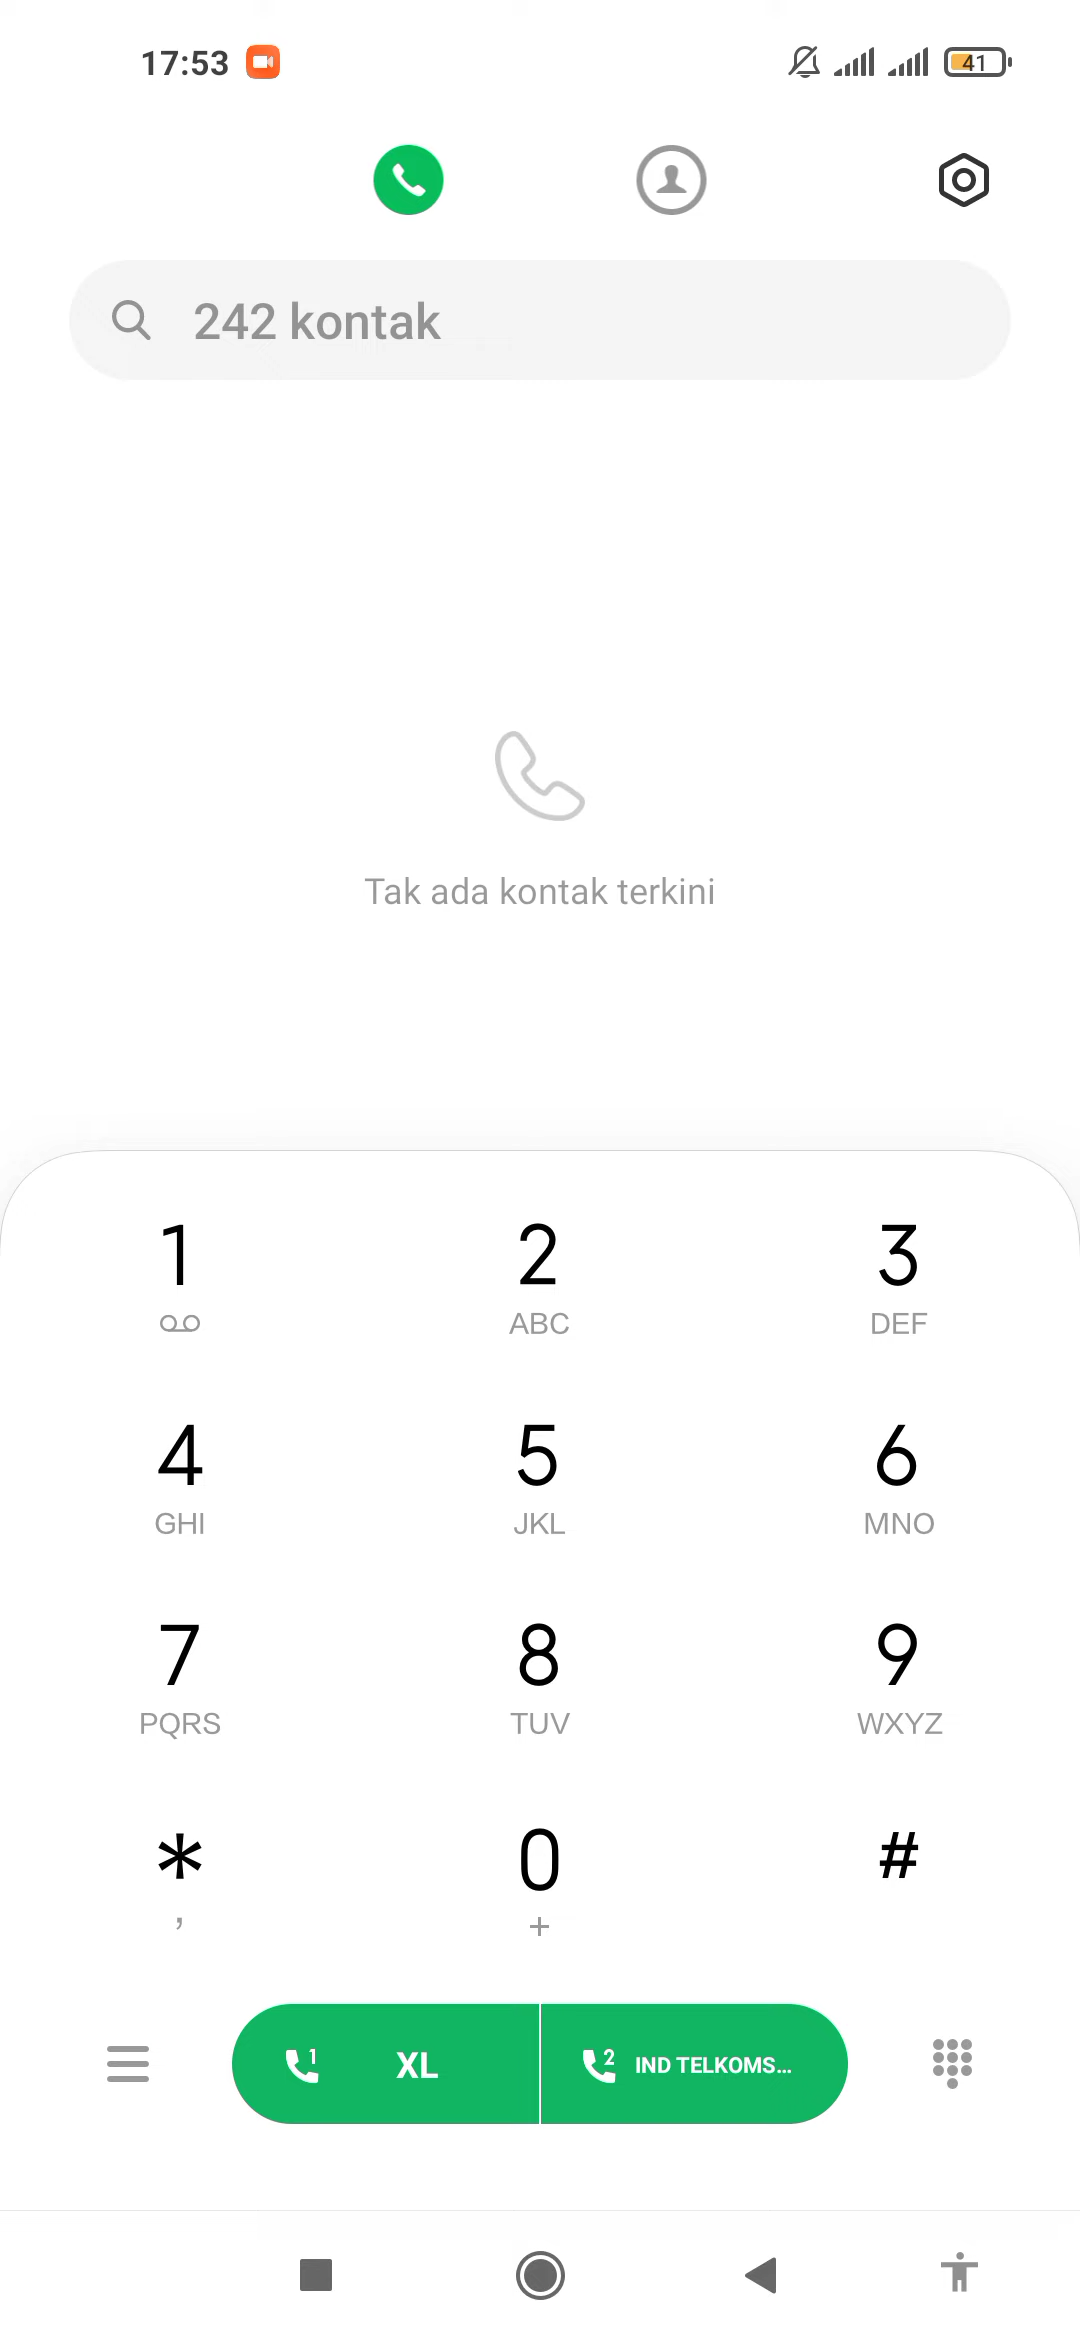 17:53
41
242 kontak
Tak ada kontak terkini
1
2
ABC
3
DEF
4
GHI
5
JKL
6
MNO
7
PQRS
8
TUV
9
WXYZ
*
,
0
+
#
1 XL
2 IND TELKOMS...